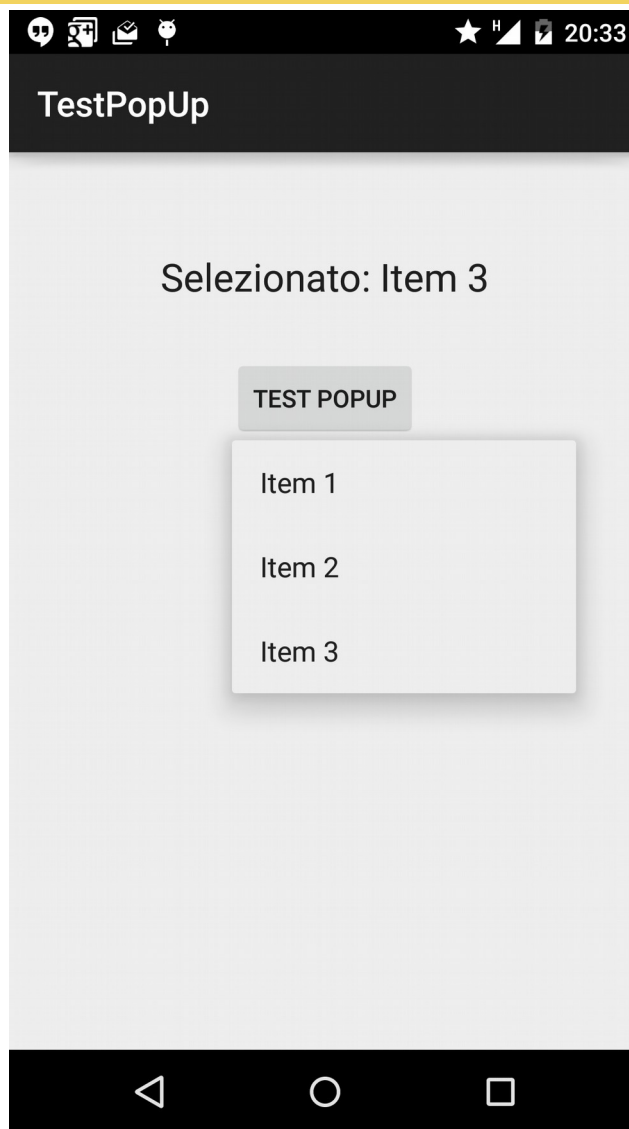 H 20:33
TestPopUp
Selezionato: Item 3
TEST POPUP
Item 1
Item 2
Item 3